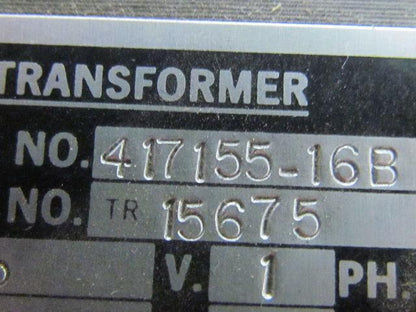 TRANSFORMER
NO. 417155-16B
NO. TR 15675
V. 1 PH.